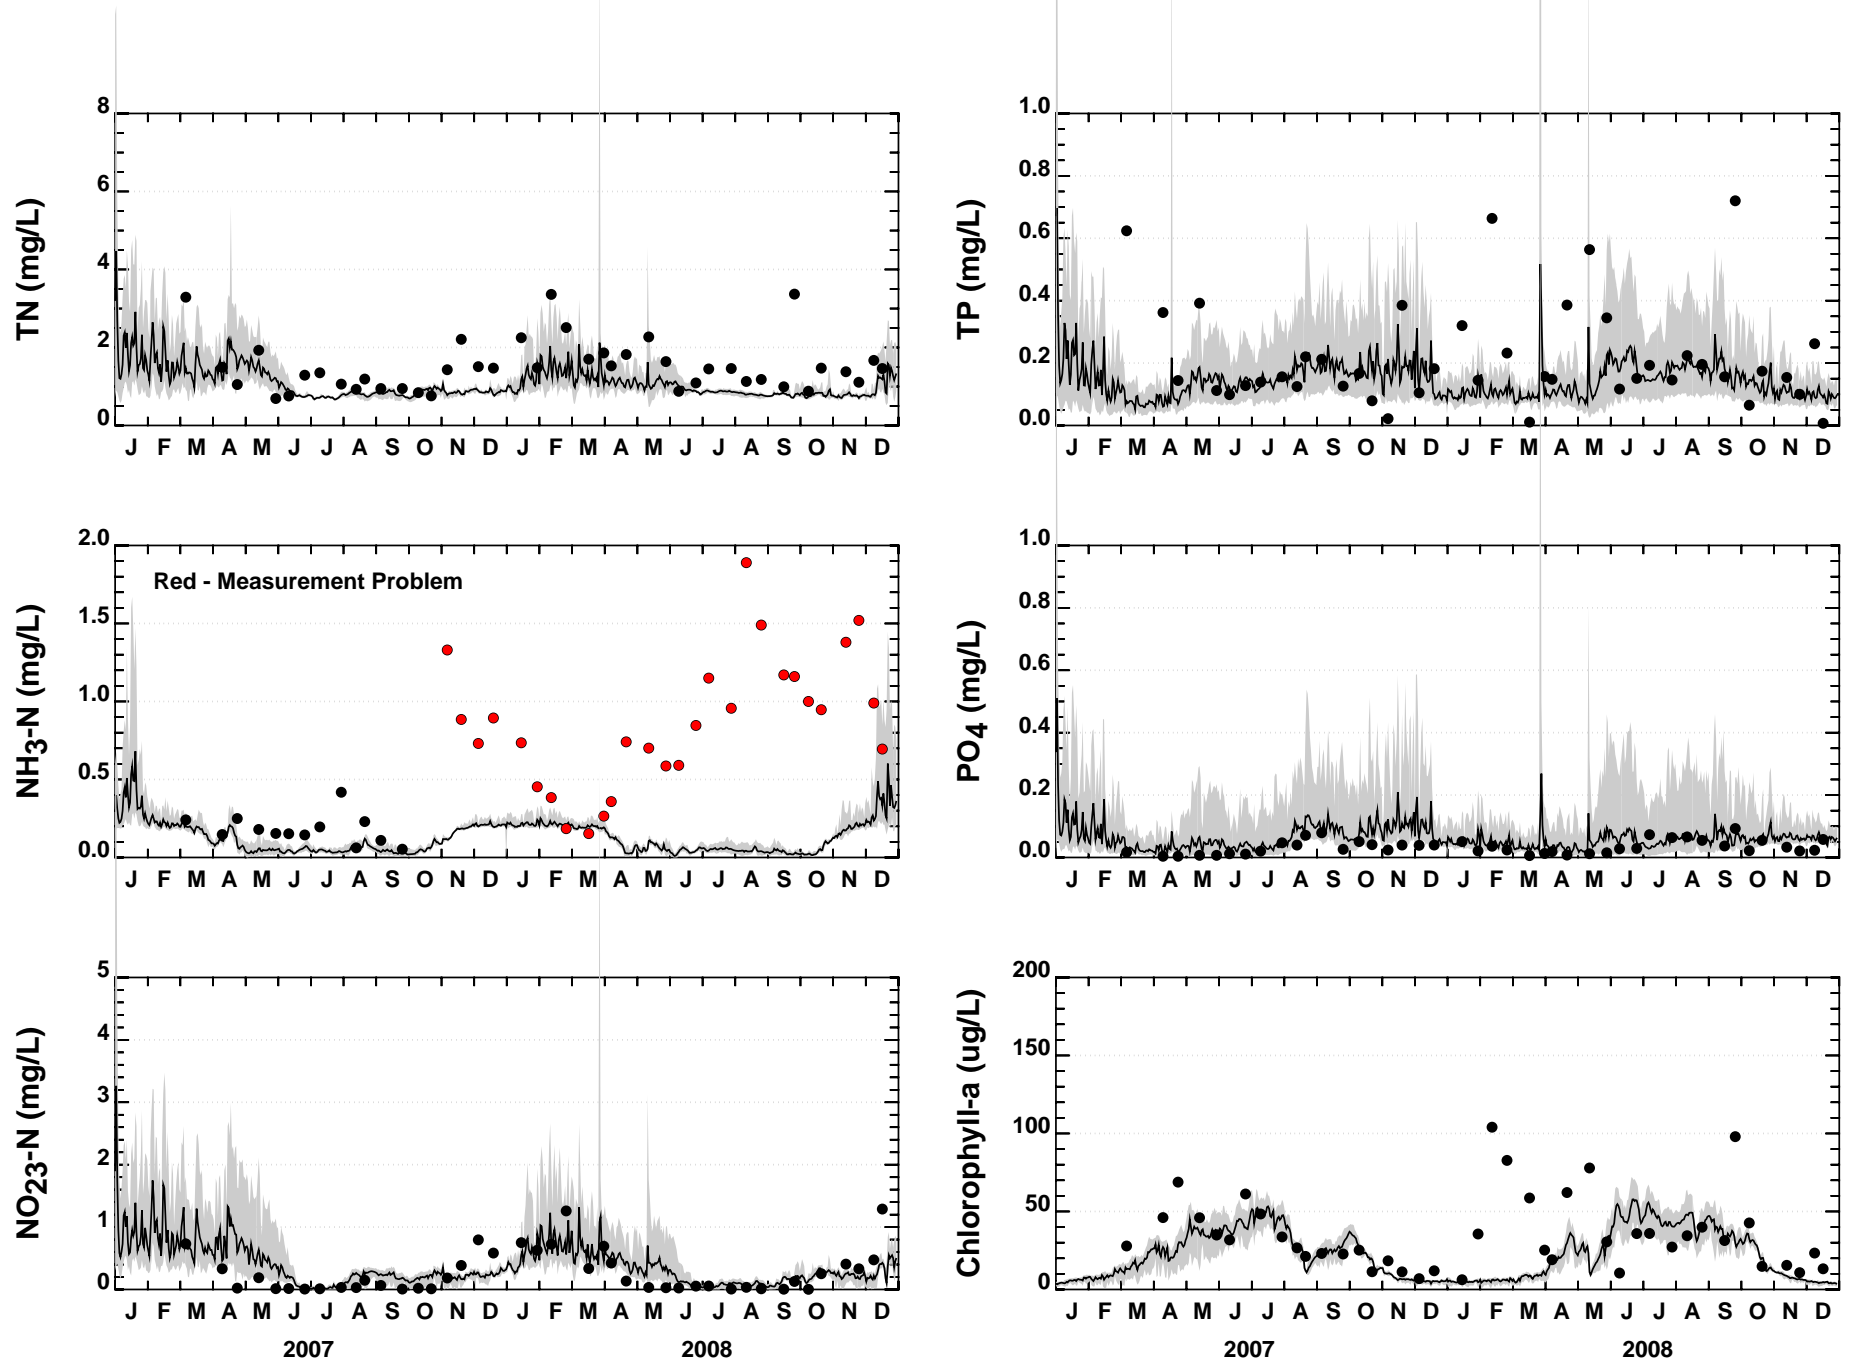 TN (mg/L)
8
6
4
2
0
J F M A M J J A S O N D J F M A M J J A S O N D
TP (mg/L)
1.0
0.8
0.6
0.4
0.2
0.0
J F M A M J J A S O N D J F M A M J J A S O N D
NH3-N (mg/L)
2.0
1.5
1.0
0.5
0.0
Red - Measurement Problem
J F M A M J J A S O N D J F M A M J J A S O N D
PO4 (mg/L)
1.0
0.8
0.6
0.4
0.2
0.0
J F M A M J J A S O N D J F M A M J J A S O N D
NO23-N (mg/L)
5
4
3
2
1
0
J F M A M J J A S O N D J F M A M J J A S O N D
2007 2008
Chlorophyll-a (ug/L)
200
150
100
50
0
J F M A M J J A S O N D J F M A M J J A S O N D
2007 2008